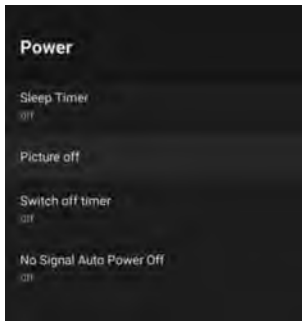 Power
Sleep Timer
Off
Picture off
Switch off timer
Off
No Signal Auto Power Off
Off